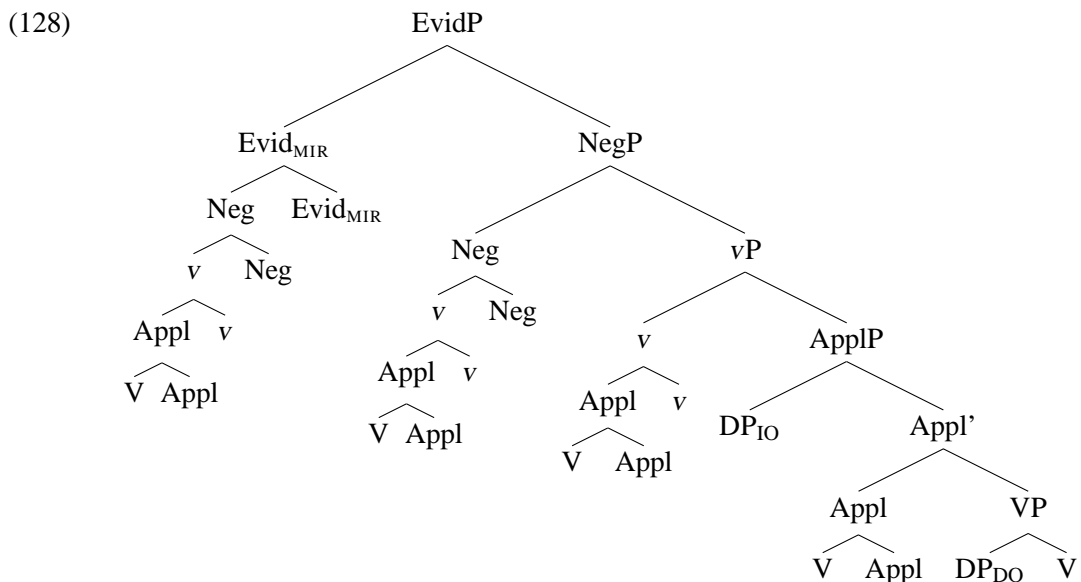 (128) EvidP
Evid_MIR NegP
Neg Evid_MIR
Neg vP
v Neg
v Neg
Appl v
v ApplP
V Appl
Appl v
V Appl
Appl v DP_IO Appl’
V Appl
Appl VP
V Appl DP_DO V